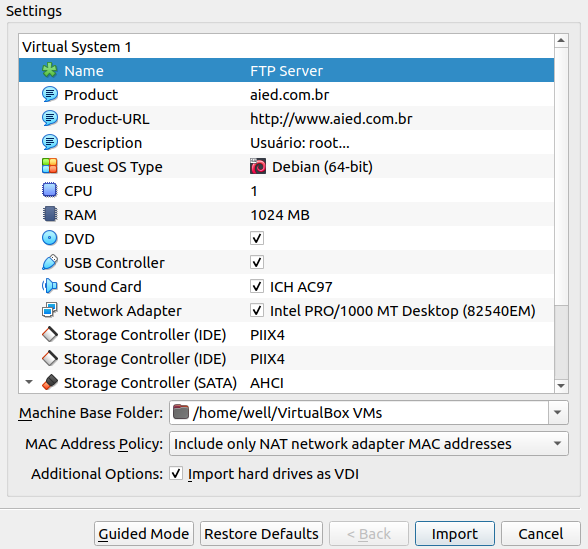 Settings
Virtual System 1
Name FTP Server
Product aied.com.br
Product-URL http://www.aied.com.br
Description Usuário: root...
Guest OS Type Debian (64-bit)
CPU 1
RAM 1024 MB
DVD
USB Controller
Sound Card ICH AC97
Network Adapter Intel PRO/1000 MT Desktop (82540EM)
Storage Controller (IDE) PIIX4
Storage Controller (IDE) PIIX4
Storage Controller (SATA) AHCI
Machine Base Folder: /home/well/VirtualBox VMs
MAC Address Policy: Include only NAT network adapter MAC addresses
Additional Options: Import hard drives as VDI
Guided Mode Restore Defaults < Back Import Cancel